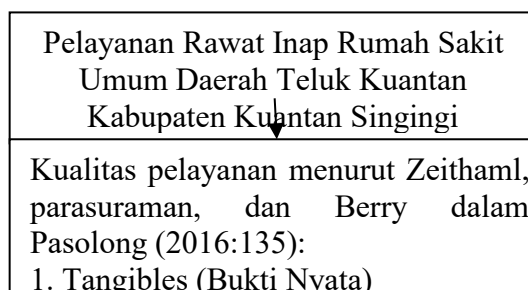 Pelayanan Rawat Inap Rumah Sakit
Umum Daerah Teluk Kuantan
Kabupaten Kuantan Singingi
Kualitas pelayanan menurut Zeithaml,
parasuraman, dan Berry dalam
Pasolong (2016:135):
1. Tangibles (Bukti Nyata)